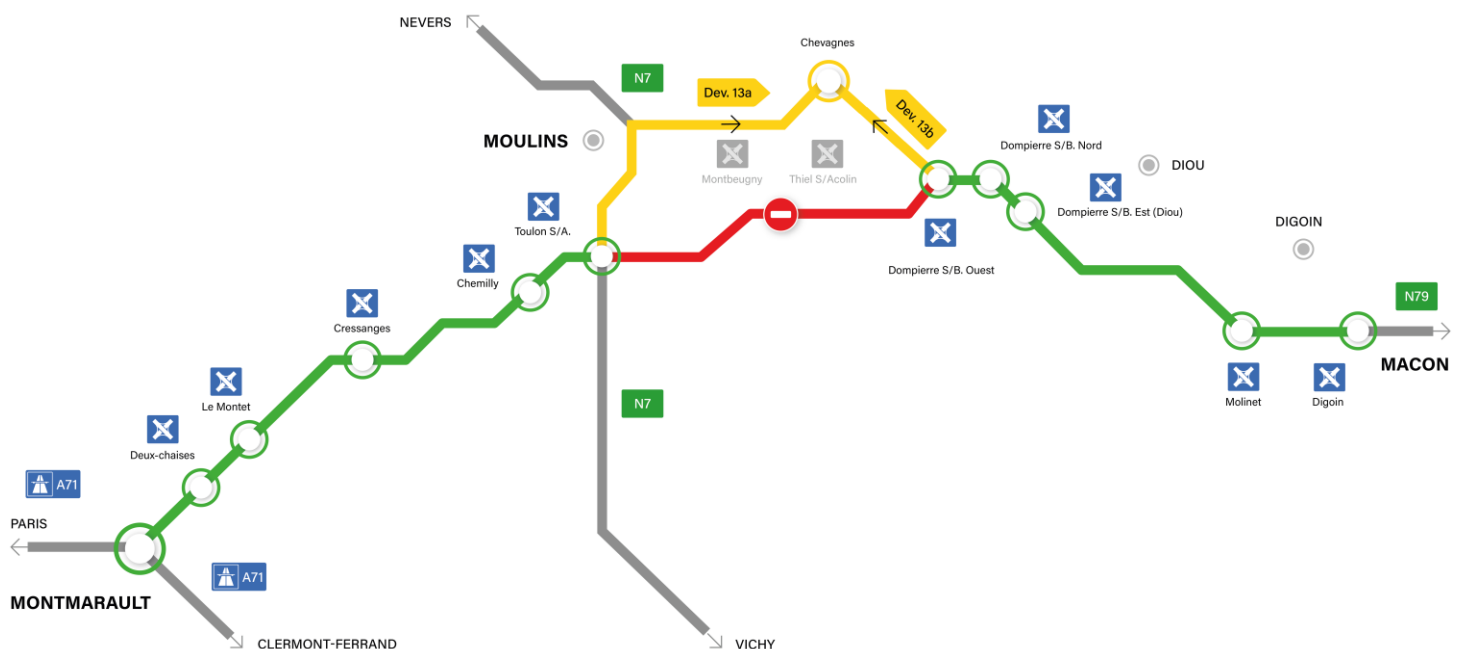 NEVERS
N7
Chevagnes
Dev. 13a
Dev. 13b
MOULINS
Montbeugny
Thiel S/Acolin
Dompierre S/B. Nord
DIOU
Dompierre S/B. Est (Diou)
DIGOIN
Toulon S/A.
Chemilly
Dompierre S/B. Ouest
N79
MACON
Cressanges
Le Montet
Deux-chaises
N7
Molinet
Digoin
A71
PARIS
A71
MONTMARAULT
CLERMONT-FERRAND
VICHY